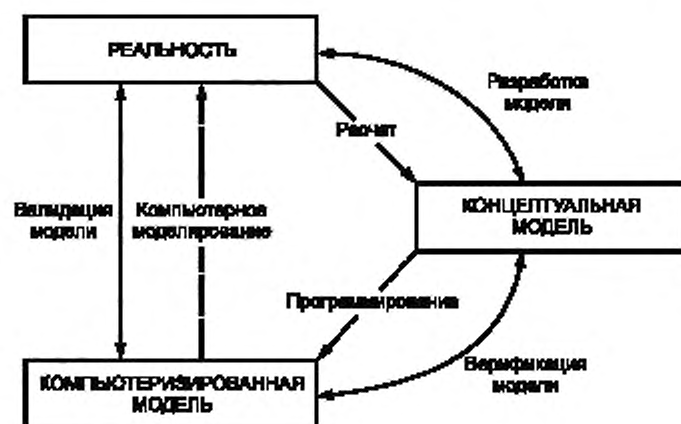 РЕАЛЬНОСТЬ
Разработка
модели
Расчет
КОНЦЕПТУАЛЬНАЯ
МОДЕЛЬ
Валидация
модели
Компьютерное
моделирование
Программирование
Верификация
модели
КОМПЬЮТЕРИЗИРОВАННАЯ
МОДЕЛЬ